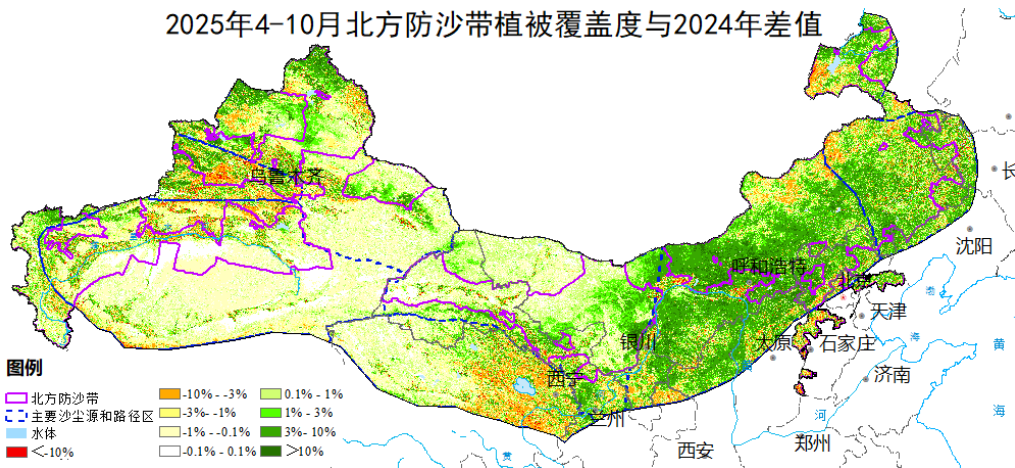 2025年4-10月北方防沙带植被覆盖度与2024年差值
乌鲁木齐
呼和浩特
沈阳
长
北京
天津
渤
海
银川
太原
石家庄
黄
海
西宁
济南
兰州
河
西安
郑州
黄
图例
北方防沙带
主要沙尘源和路径区
水体
<-10%
-10% - -3%
-3% - -1%
-1% - -0.1%
-0.1% - 0.1%
0.1% - 1%
1% - 3%
3% - 10%
>10%